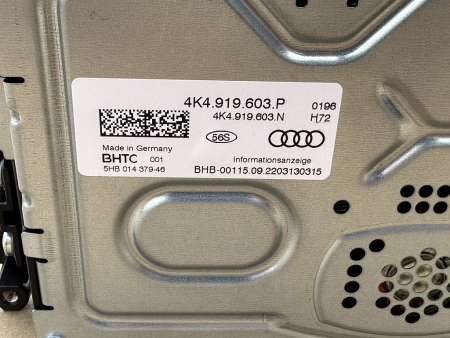 4K4.919.603.P 0196
4K4.919.603.N H72
56S
Made in Germany
BHTC 001 Informationsanzeige
5HB 014 379-46 BHB-00115.09.2203130315